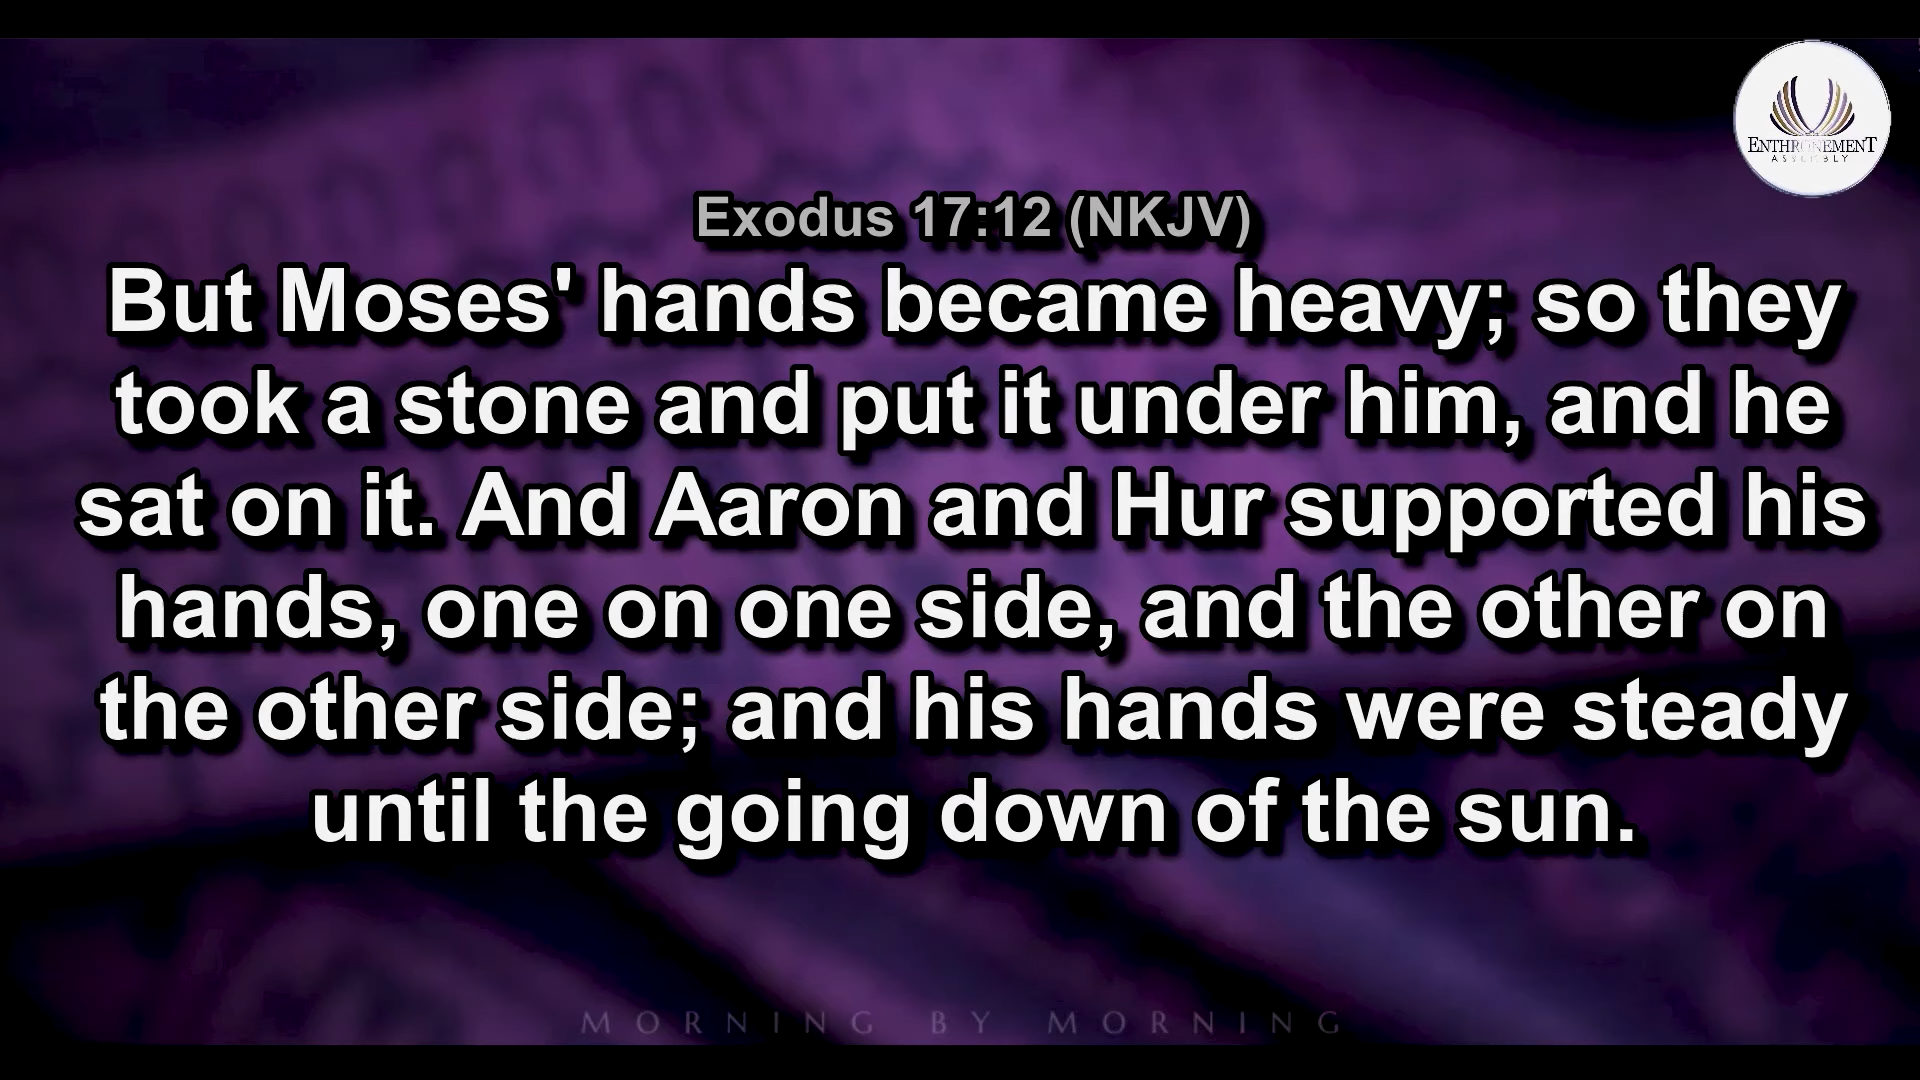 ENTHRONEMENT
ASSEMBLY
Exodus 17:12 (NKJV)
But Moses' hands became heavy; so they
took a stone and put it under him, and he
sat on it. And Aaron and Hur supported his
hands, one on one side, and the other on
the other side; and his hands were steady
until the going down of the sun.
MORNING BY MORNING